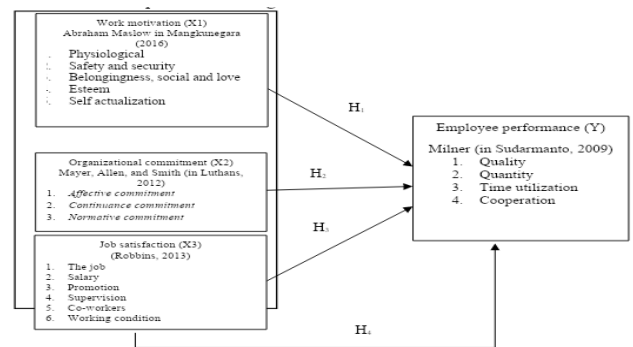 Work motivation (X1)
Abraham Maslow in Mangkunegara
(2016)
Physiological
Safety and security
Belongingness, social and love
Esteem
Self actualization
H1
Organizational commitment (X2)
Mayer, Allen, and Smith (in Luthans,
2012)
1. Affective commitment
2. Continuance commitment
3. Normative commitment
H2
Job satisfaction (X3)
(Robbins, 2013)
1. The job
2. Salary
3. Promotion
4. Supervision
5. Co-workers
6. Working condition
H3
H4
Employee performance (Y)
Milner (in Sudarmanto, 2009)
1. Quality
2. Quantity
3. Time utilization
4. Cooperation